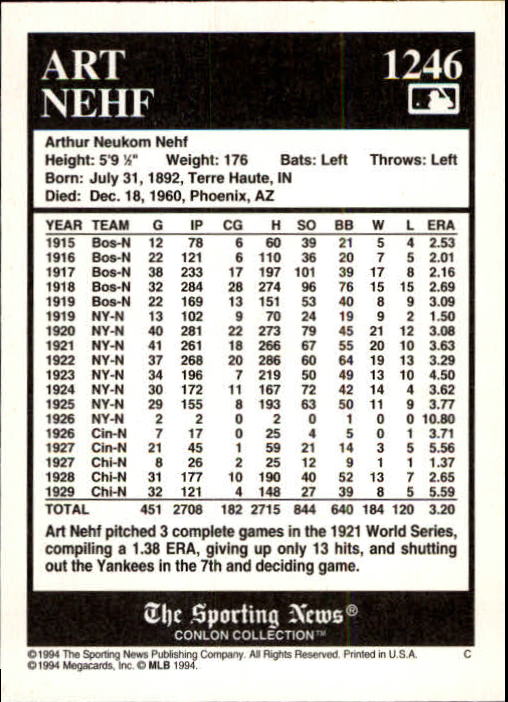 ART 1246
NEHF
Arthur Neukom Nehf
Height: 5'9 ½" Weight: 176 Bats: Left Throws: Left
Born: July 31, 1892, Terre Haute, IN
Died: Dec. 18, 1960, Phoenix, AZ
YEAR TEAM G IP CG H SO BB W L ERA
1915 Bos-N 12 78 6 60 39 21 5 4 2.53
1916 Bos-N 22 121 6 110 36 20 7 5 2.01
1917 Bos-N 38 233 17 197 101 39 17 8 2.16
1918 Bos-N 32 284 28 274 96 76 15 15 2.69
1919 Bos-N 22 169 13 151 53 40 8 9 3.09
1919 NY-N 13 102 9 70 24 19 9 2 1.50
1920 NY-N 40 281 22 273 79 45 21 12 3.08
1921 NY-N 41 261 18 266 67 55 20 10 3.63
1922 NY-N 37 268 20 286 60 64 19 13 3.29
1923 NY-N 34 196 7 219 50 49 13 10 4.50
1924 NY-N 30 172 11 167 72 42 14 4 3.62
1925 NY-N 29 155 8 193 63 50 11 9 3.77
1926 NY-N 2 2 0 2 0 1 0 0 10.80
1926 Cin-N 7 17 0 25 4 5 0 1 3.71
1927 Cin-N 21 45 1 59 21 14 3 5 5.56
1927 Chi-N 8 26 2 25 12 9 1 1 1.37
1928 Chi-N 31 177 10 190 40 52 13 7 2.65
1929 Chi-N 32 121 4 148 27 39 8 5 5.59
TOTAL 451 2708 182 2715 844 640 184 120 3.20
Art Nehf pitched 3 complete games in the 1921 World Series,
compiling a 1.38 ERA, giving up only 13 hits, and shutting
out the Yankees in the 7th and deciding game.
The Sporting News®
CONLON COLLECTION™
©1994 The Sporting News Publishing Company. All Rights Reserved. Printed in U.S.A. C
©1994 Megacards, Inc. © MLB 1994.